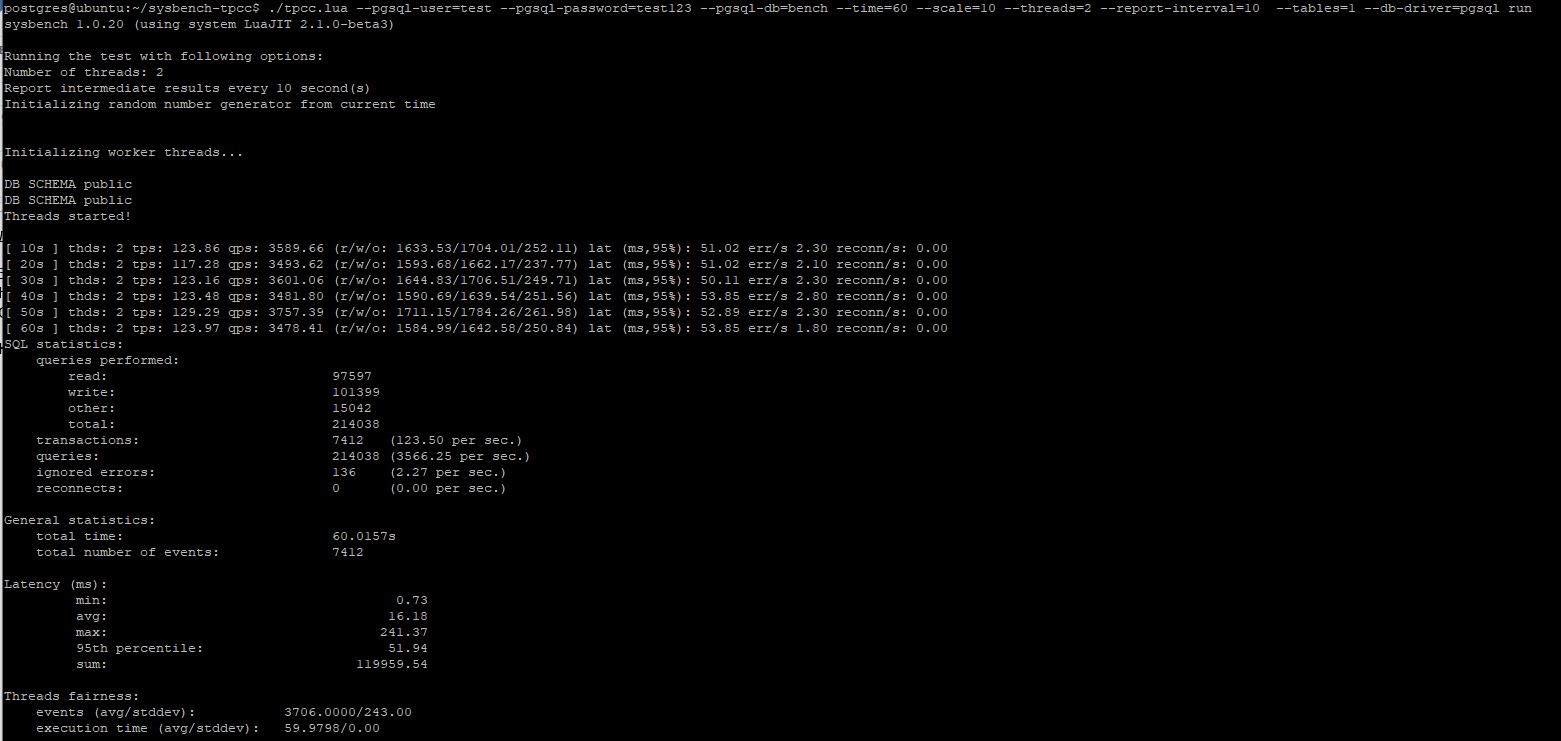 postgres@ubuntu:~/sysbench-tpcc$ ./tpcc.lua --pgsql-user=test --pgsql-password=test123 --pgsql-db=bench --time=60 --scale=10 --threads=2 --report-interval=10  --tables=1 --db-driver=pgsql run
sysbench 1.0.20 (using system LuaJIT 2.1.0-beta3)
Running the test with following options:
Number of threads: 2
Report intermediate results every 10 second(s)
Initializing random number generator from current time
Initializing worker threads...
DB SCHEMA public
DB SCHEMA public
Threads started!
[ 10s ] thds: 2 tps: 123.86 qps: 3589.66 (r/w/o: 1633.53/1704.01/252.11) lat (ms,95%): 51.02 err/s 2.30 reconn/s: 0.00
[ 20s ] thds: 2 tps: 117.28 qps: 3493.62 (r/w/o: 1593.68/1662.17/237.77) lat (ms,95%): 51.02 err/s 2.10 reconn/s: 0.00
[ 30s ] thds: 2 tps: 123.16 qps: 3601.06 (r/w/o: 1644.83/1706.51/249.71) lat (ms,95%): 50.11 err/s 2.30 reconn/s: 0.00
[ 40s ] thds: 2 tps: 123.48 qps: 3481.80 (r/w/o: 1590.69/1639.54/251.56) lat (ms,95%): 53.85 err/s 2.80 reconn/s: 0.00
[ 50s ] thds: 2 tps: 129.29 qps: 3757.39 (r/w/o: 1711.15/1784.26/261.98) lat (ms,95%): 52.89 err/s 2.30 reconn/s: 0.00
[ 60s ] thds: 2 tps: 123.97 qps: 3478.41 (r/w/o: 1584.99/1642.58/250.84) lat (ms,95%): 53.85 err/s 1.80 reconn/s: 0.00
SQL statistics:
queries performed:
read: 97597
write: 101399
other: 15042
total: 214038
transactions: 7412 (123.50 per sec.)
queries: 214038 (3566.25 per sec.)
ignored errors: 136 (2.27 per sec.)
reconnects: 0 (0.00 per sec.)
General statistics:
total time: 60.0157s
total number of events: 7412
Latency (ms):
min: 0.73
avg: 16.18
max: 241.37
95th percentile: 51.94
sum: 119959.54
Threads fairness:
events (avg/stddev): 3706.0000/243.00
execution time (avg/stddev): 59.9798/0.00